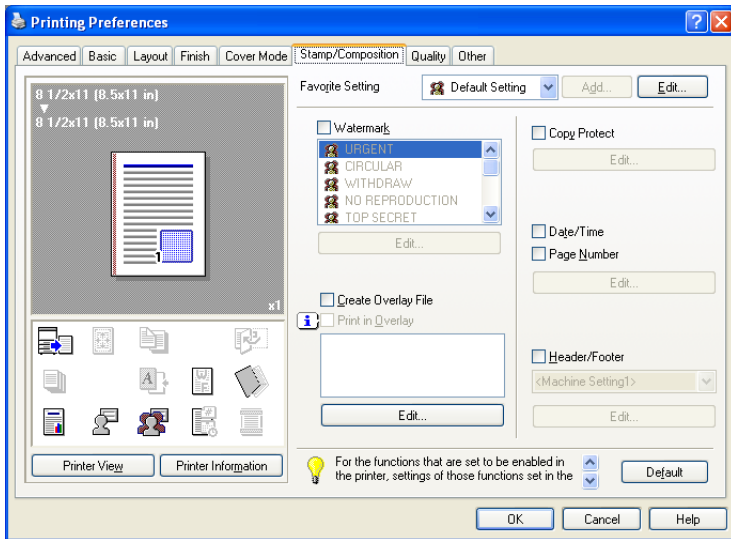 Printing Preferences
Advanced Basic Layout Finish Cover Mode Stamp/Composition Quality Other
8 1/2x11 (8.5x11 in)
8 1/2x11 (8.5x11 in)
1
x1
Printer View Printer Information
Favorite Setting Default Setting Add... Edit...
Watermark
URGENT
CIRCULAR
WITHDRAW
NO REPRODUCTION
TOP SECRET
Edit...
Create Overlay File
Print in Overlay
Edit...
Copy Protect
Edit...
Date/Time
Page Number
Edit...
Header/Footer
<Machine Setting1>
Edit...
For the functions that are set to be enabled in
the printer, settings of those functions set in the
Default
OK Cancel Help